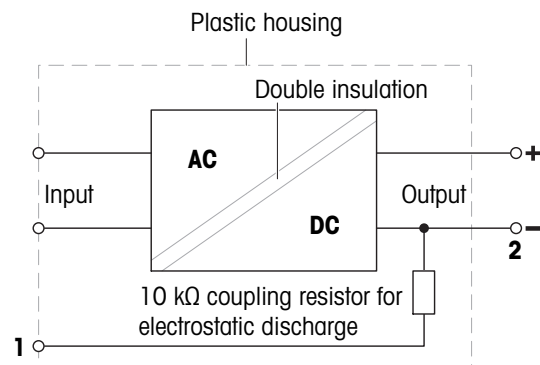 Plastic housing
Double insulation
AC
+
Input
Output
DC
−
2
10 kΩ coupling resistor for
electrostatic discharge
1